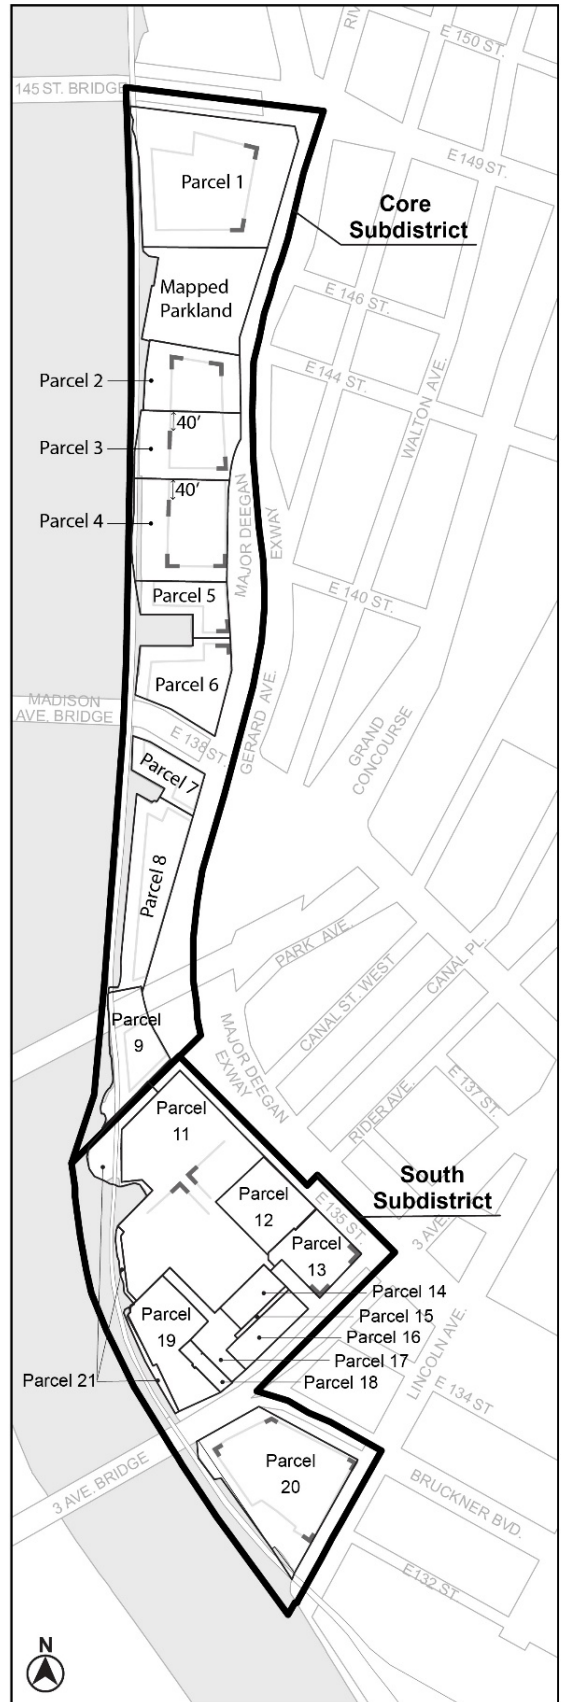 E 150 ST.
RIV
145 ST. BRIDGE
E 149 ST.
Parcel 1
Core
Subdistrict
Mapped
Parkland
E 146 ST.
E 144 ST.
WALTON AVE.
Parcel 2
40'
Parcel 3
40'
Parcel 4
MAJOR DEEGAN
EXWAY
Parcel 5
E 140 ST.
Parcel 6
MADISON
AVE. BRIDGE
E 138 ST.
GERARD AVE.
GRAND
CONCOURSE
Parcel 7
Parcel 8
PARK AVE.
CANAL ST. WEST
CANAL PL.
Parcel
9
MAJOR DEEGAN
EXWAY
RIDER AVE.
E 137 ST.
Parcel
11
South
Subdistrict
Parcel
12
E 135 ST.
3 AVE.
Parcel
13
Parcel 14
Parcel 15
Parcel
19
Parcel 16
Parcel 17
Parcel 18
Parcel 21
LINCOLN AVE.
E 134 ST
3 AVE. BRIDGE
Parcel
20
BRUCKNER BVD.
E 132 ST
N